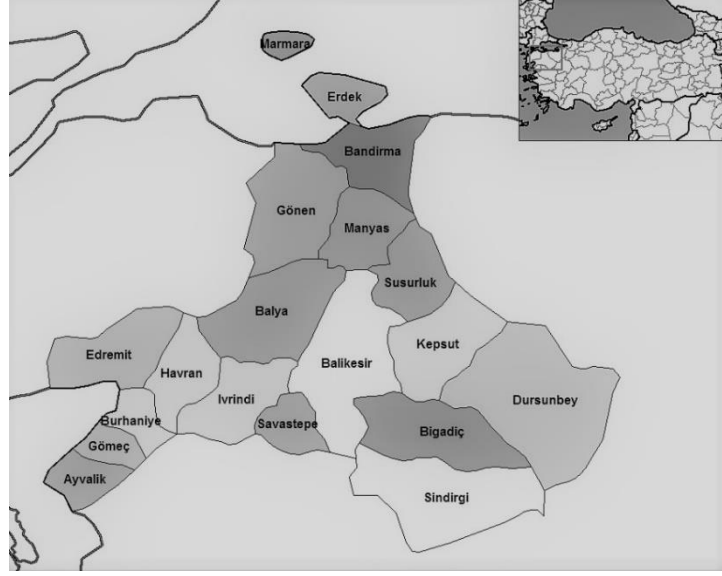 Marmara
Erdek
Bandirma
Gönen
Manyas
Susurluk
Balya
Kepsut
Edremit
Havran
Balikesir
Ivrindi
Dursunbey
Burhaniye
Savastepe
Bigadiç
Gömeç
Ayvalik
Sindirgi